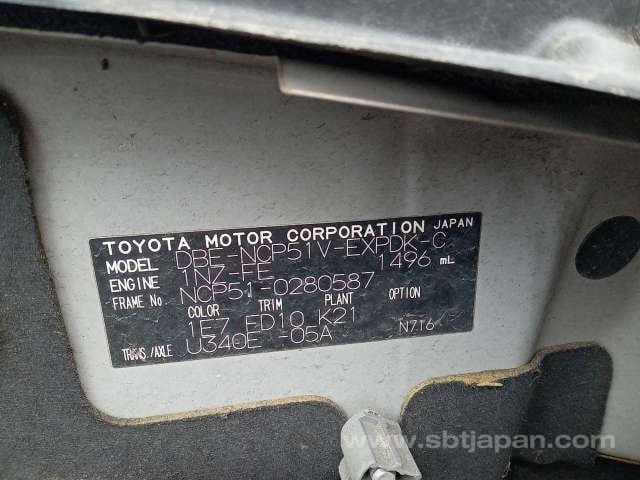 TOYOTA MOTOR CORPORATION JAPAN
MODEL DBE-NCP51V-EXPDK-C
ENGINE 1NZ-FE 1496 mL
FRAME No NCP51-0280587
COLOR TRIM PLANT OPTION
1E7 ED10 K21
TRANS./AXLE U340E -05A N716
www.sbtjapan.com